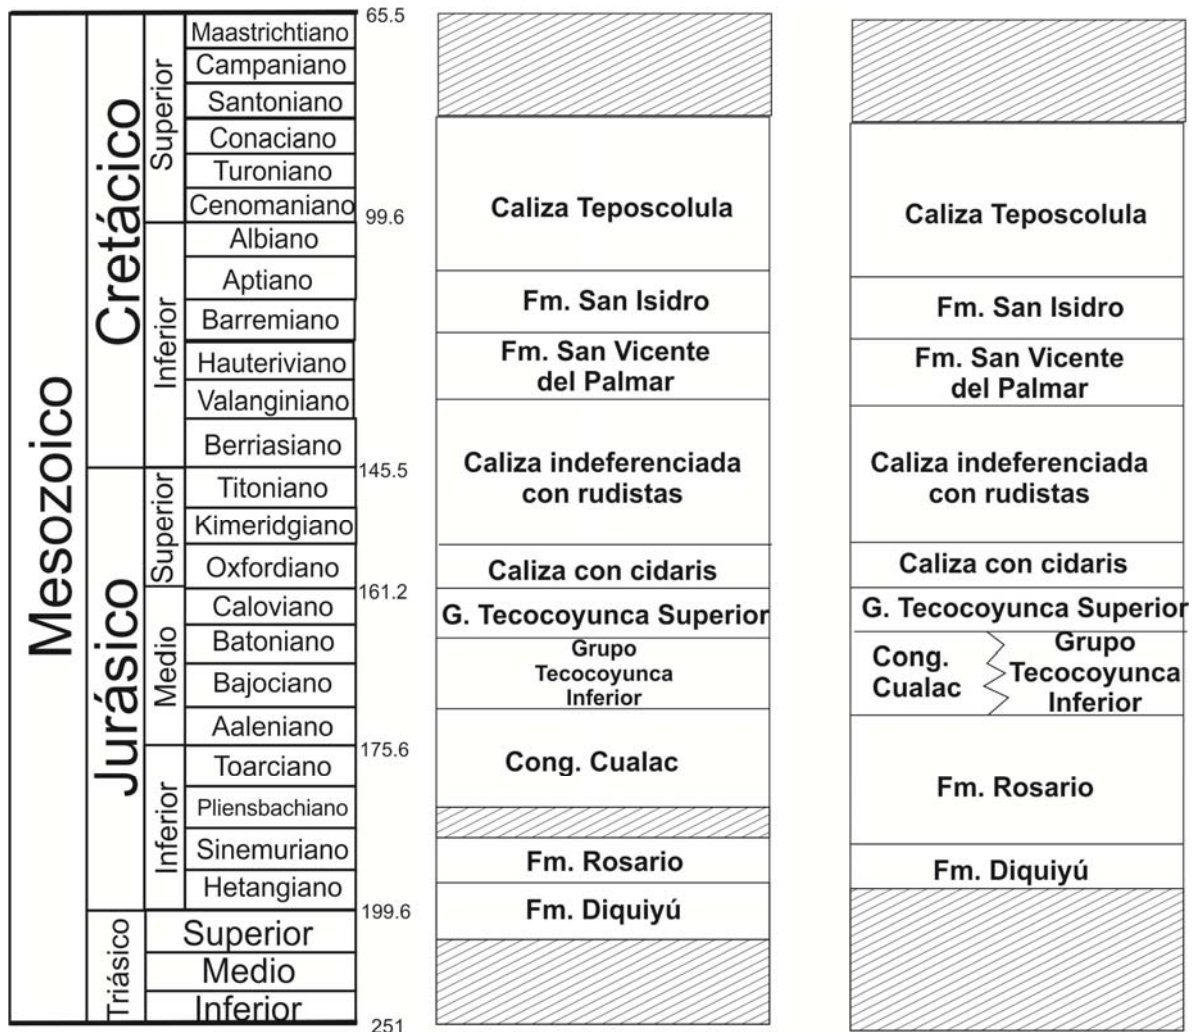 Mesozoico
Cretácico
Superior
Maastrichtiano
Campaniano
Santoniano
Conaciano
Turoniano
Cenomaniano
Inferior
Albiano
Aptiano
Barremiano
Hauteriviano
Valanginiano
Berriasiano
Jurásico
Superior
Titoniano
Kimeridgiano
Oxfordiano
Medio
Caloviano
Batoniano
Bajociano
Aaleniano
Inferior
Toarciano
Pliensbachiano
Sinemuriano
Hetangiano
Triásico
Superior
Medio
Inferior
65.5
99.6
145.5
161.2
175.6
199.6
251
Caliza Teposcolula
Fm. San Isidro
Fm. San Vicente
del Palmar
Caliza indeferenciada
con rudistas
Caliza con cidaris
G. Tecocoyunca Superior
Grupo
Tecocoyunca
Inferior
Cong. Cualac
Fm. Rosario
Fm. Diquiyú
Caliza Teposcolula
Fm. San Isidro
Fm. San Vicente
del Palmar
Caliza indeferenciada
con rudistas
Caliza con cidaris
G. Tecocoyunca Superior
Cong.
Cualac
Grupo
Tecocoyunca
Inferior
Fm. Rosario
Fm. Diquiyú